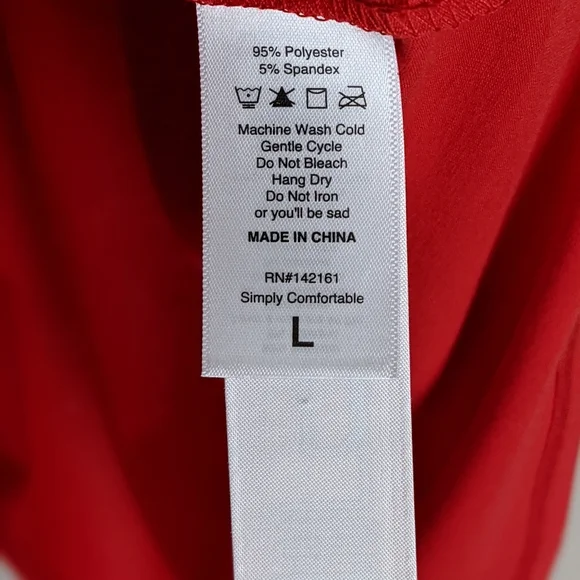 95% Polyester
5% Spandex
Machine Wash Cold
Gentle Cycle
Do Not Bleach
Hang Dry
Do Not Iron
or you'll be sad
MADE IN CHINA
RN#142161
Simply Comfortable
L